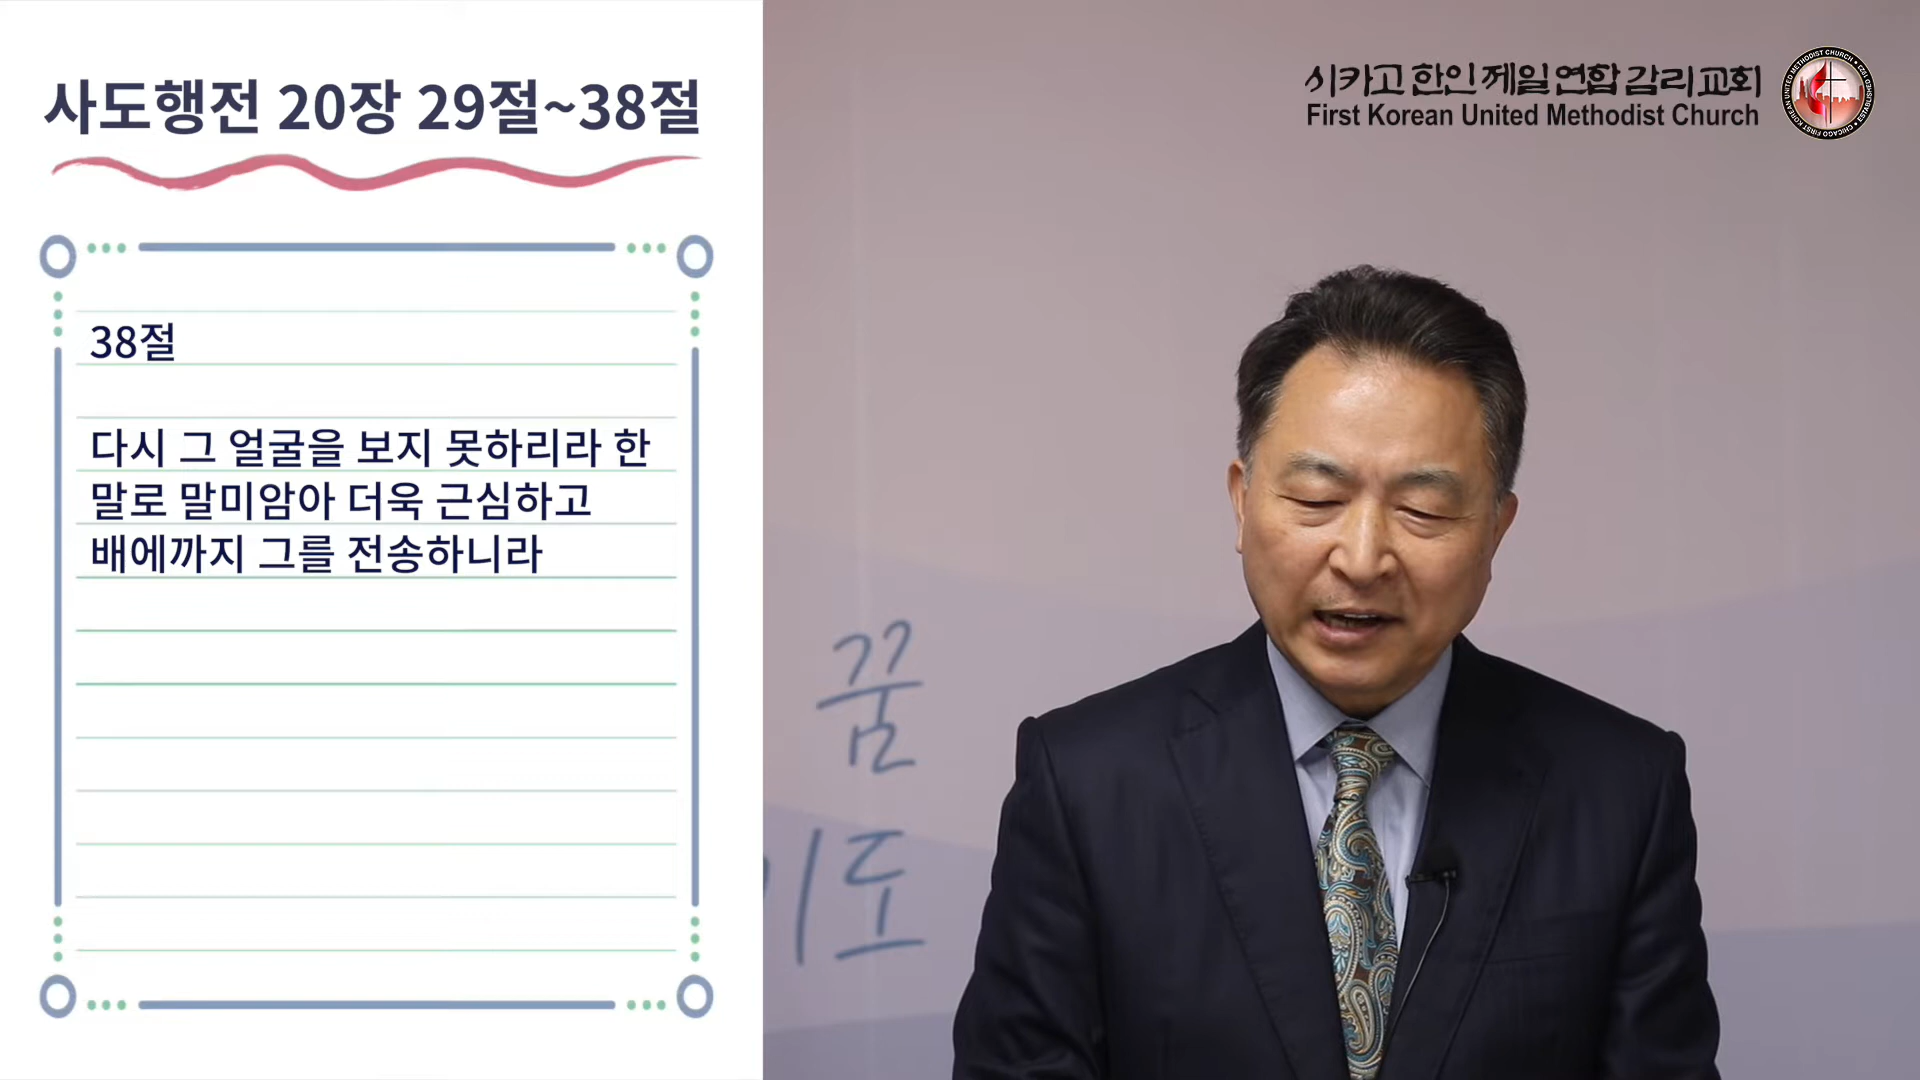 사도행전 20장 29절~38절
38절
다시 그 얼굴을 보지 못하리라 한
말로 말미암아 더욱 근심하고
배에까지 그를 전송하니라
시카고 한인 제일 연합 감리교회
First Korean United Methodist Church
꿈
기도